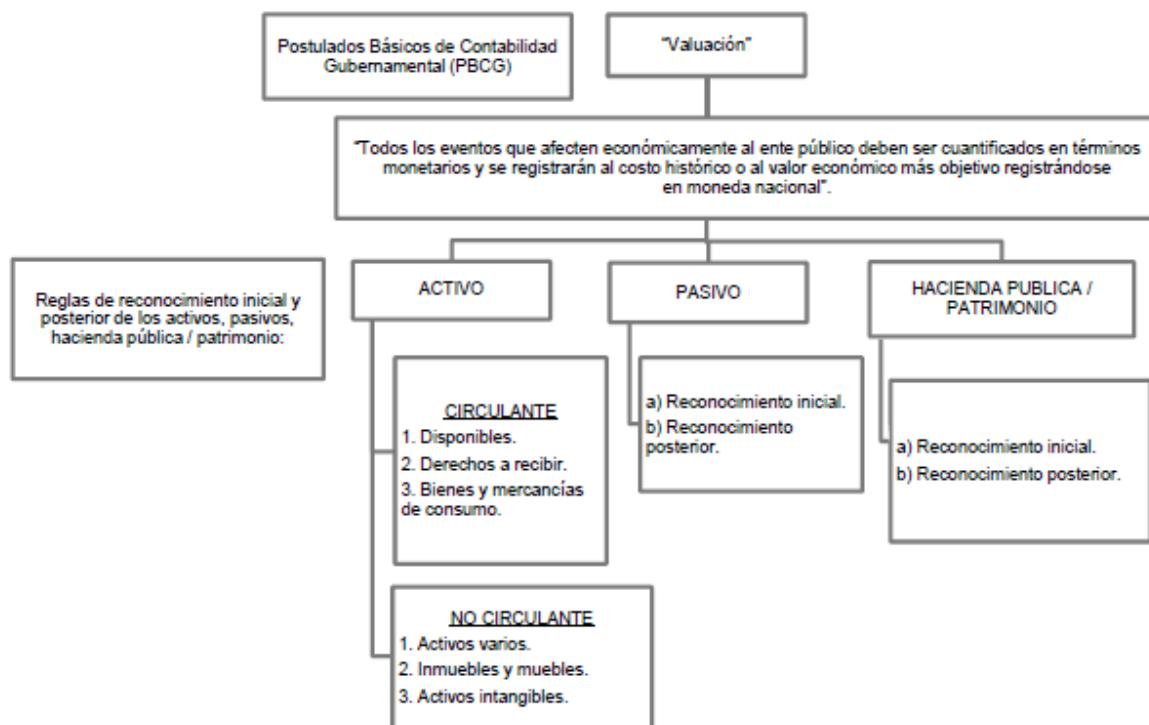 Postulados Básicos de Contabilidad
Gubernamental (PBCG)
"Valuación"
"Todos los eventos que afecten económicamente al ente público deben ser cuantificados en términos
monetarios y se registrarán al costo histórico o al valor económico más objetivo registrándose
en moneda nacional".
Reglas de reconocimiento inicial y
posterior de los activos, pasivos,
hacienda pública / patrimonio:
ACTIVO
PASIVO
HACIENDA PUBLICA /
PATRIMONIO
CIRCULANTE
1. Disponibles.
2. Derechos a recibir.
3. Bienes y mercancías
de consumo.
a) Reconocimiento inicial.
b) Reconocimiento
posterior.
a) Reconocimiento inicial.
b) Reconocimiento posterior.
NO CIRCULANTE
1. Activos varios.
2. Inmuebles y muebles.
3. Activos intangibles.